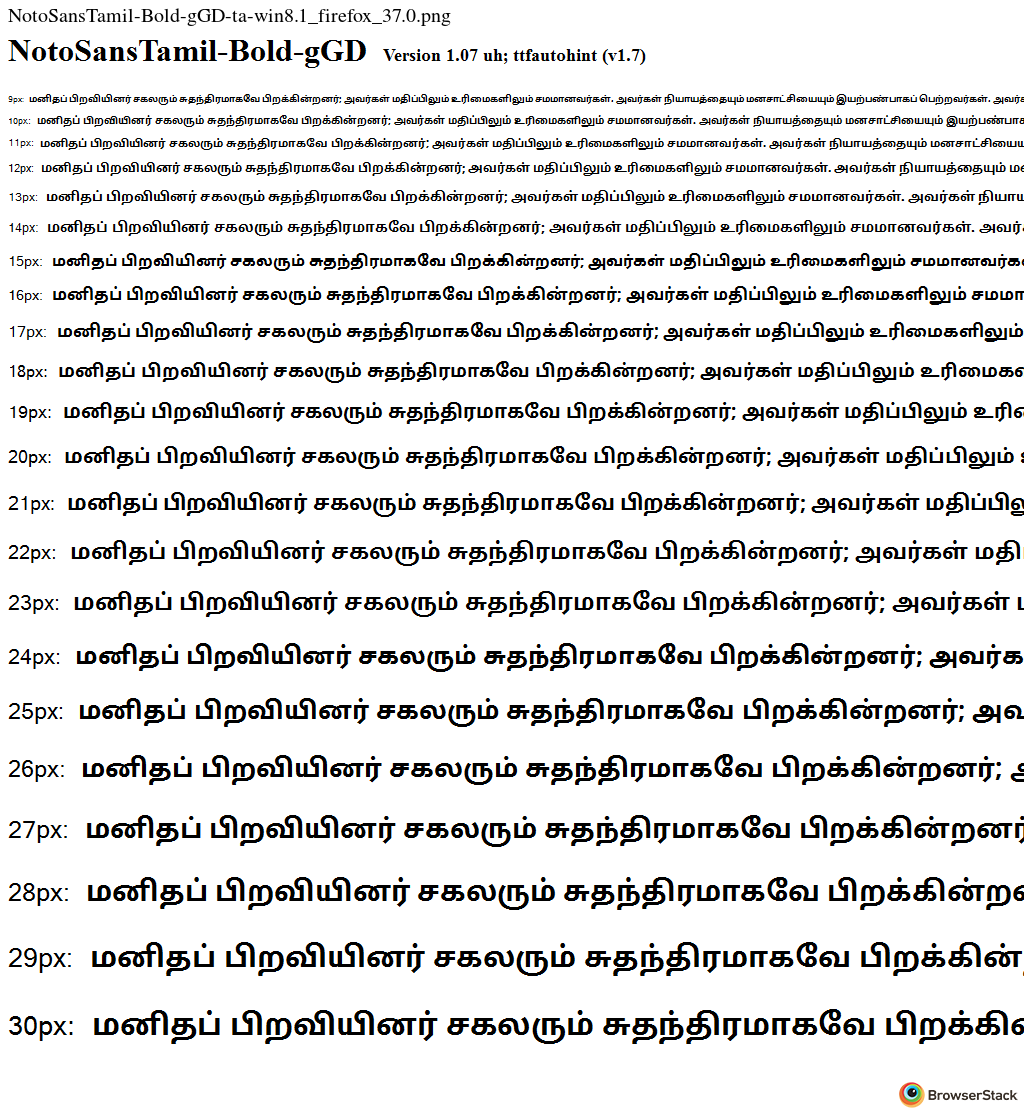 NotoSansTamil-Bold-gGD-ta-win8.1_firefox_37.0.png
NotoSansTamil-Bold-gGD Version 1.07 uh; ttfautohint (v1.7)
9px: மனிதப் பிறவியினர் சகலரும் சுதந்திரமாகவே பிறக்கின்றனர்; அவர்கள் மதிப்பிலும் உரிமைகளிலும் சமமானவர்கள். அவர்கள் நியாயத்தையும் மனசாட்சியையும் இயற்பண்பாகப் பெற்றவர்கள்.
10px: மனிதப் பிறவியினர் சகலரும் சுதந்திரமாகவே பிறக்கின்றனர்; அவர்கள் மதிப்பிலும் உரிமைகளிலும் சமமானவர்கள். அவர்கள் நியாயத்தையும் மனசாட்சியையும்
11px: மனிதப் பிறவியினர் சகலரும் சுதந்திரமாகவே பிறக்கின்றனர்; அவர்கள் மதிப்பிலும் உரிமைகளிலும் சமமானவர்கள். அவர்கள் நியாயத்தையும்
12px: மனிதப் பிறவியினர் சகலரும் சுதந்திரமாகவே பிறக்கின்றனர்; அவர்கள் மதிப்பிலும் உரிமைகளிலும் சமமானவர்கள். அவர்கள் நியாயத்தையும்
13px: மனிதப் பிறவியினர் சகலரும் சுதந்திரமாகவே பிறக்கின்றனர்; அவர்கள் மதிப்பிலும் உரிமைகளிலும் சமமானவர்கள். அவர்கள்
14px: மனிதப் பிறவியினர் சகலரும் சுதந்திரமாகவே பிறக்கின்றனர்; அவர்கள் மதிப்பிலும் உரிமைகளிலும் சமமானவர்கள்.
15px: மனிதப் பிறவியினர் சகலரும் சுதந்திரமாகவே பிறக்கின்றனர்; அவர்கள் மதிப்பிலும் உரிமைகளிலும்
16px: மனிதப் பிறவியினர் சகலரும் சுதந்திரமாகவே பிறக்கின்றனர்; அவர்கள் மதிப்பிலும் உரிமைகளிலும்
17px: மனிதப் பிறவியினர் சகலரும் சுதந்திரமாகவே பிறக்கின்றனர்; அவர்கள் மதிப்பிலும் உரிமைகளிலும்
18px: மனிதப் பிறவியினர் சகலரும் சுதந்திரமாகவே பிறக்கின்றனர்; அவர்கள் மதிப்பிலும்
19px: மனிதப் பிறவியினர் சகலரும் சுதந்திரமாகவே பிறக்கின்றனர்; அவர்கள் மதிப்பிலும்
20px: மனிதப் பிறவியினர் சகலரும் சுதந்திரமாகவே பிறக்கின்றனர்; அவர்கள் மதிப்பிலும்
21px: மனிதப் பிறவியினர் சகலரும் சுதந்திரமாகவே பிறக்கின்றனர்; அவர்கள்
22px: மனிதப் பிறவியினர் சகலரும் சுதந்திரமாகவே பிறக்கின்றனர்; அவர்கள்
23px: மனிதப் பிறவியினர் சகலரும் சுதந்திரமாகவே பிறக்கின்றனர்; அவர்கள்
24px: மனிதப் பிறவியினர் சகலரும் சுதந்திரமாகவே பிறக்கின்றனர்;
25px: மனிதப் பிறவியினர் சகலரும் சுதந்திரமாகவே பிறக்கின்றனர்;
26px: மனிதப் பிறவியினர் சகலரும் சுதந்திரமாகவே பிறக்கின்றனர்;
27px: மனிதப் பிறவியினர் சகலரும் சுதந்திரமாகவே பிறக்கின்றனர்
28px: மனிதப் பிறவியினர் சகலரும் சுதந்திரமாகவே
29px: மனிதப் பிறவியினர் சகலரும் சுதந்திரமாகவே
30px: மனிதப் பிறவியினர் சகலரும் சுதந்திரமாகவே
BrowserStack